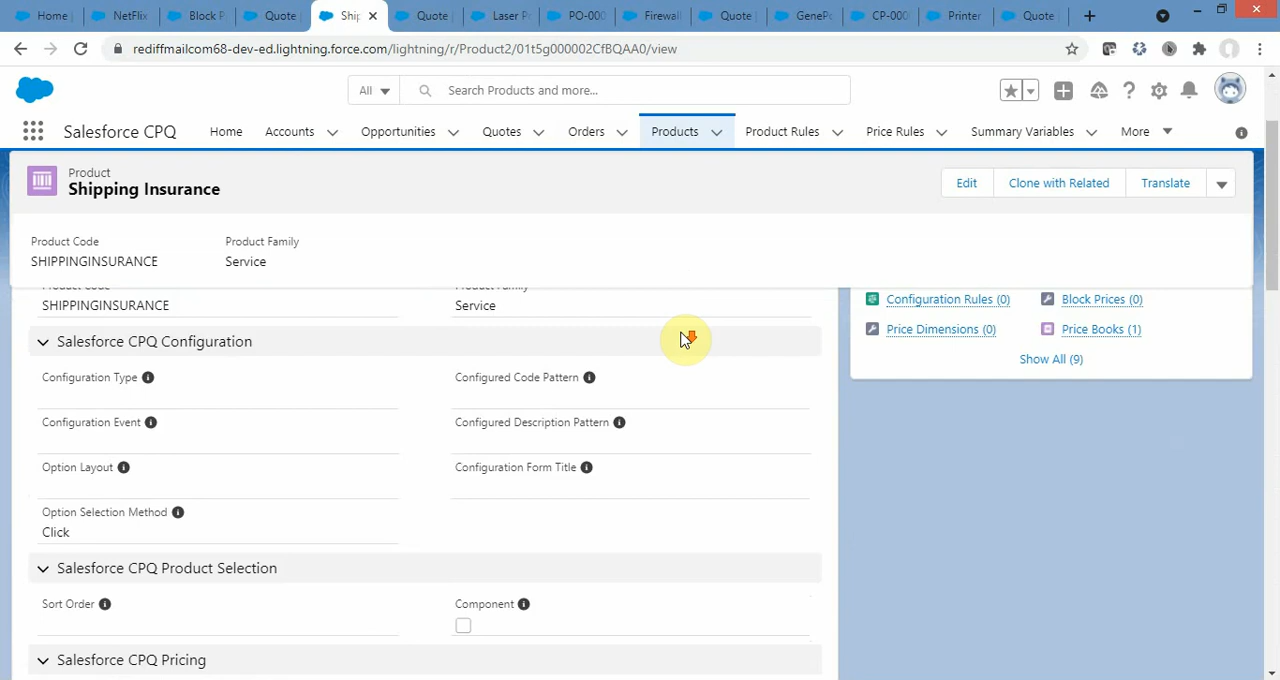 Home NetFlix Block P Quote Ship Quote Laser P PO-000 Firewall Quote GenePo CP-000 Printer Quote
rediffmailcom68-dev-ed.lightning.force.com/lightning/r/Product2/01t5g000002CfBQAA0/view
All Search Products and more...
Salesforce CPQ Home Accounts Opportunities Quotes Orders Products Product Rules Price Rules Summary Variables More
Product
Shipping Insurance
Edit Clone with Related Translate
Product Code Product Family
SHIPPINGINSURANCE Service
Product Code Product Family
SHIPPINGINSURANCE Service
Configuration Rules (0) Block Prices (0)
Price Dimensions (0) Price Books (1)
Show All (9)
Salesforce CPQ Configuration
Configuration Type Configured Code Pattern
Configuration Event Configured Description Pattern
Option Layout Configuration Form Title
Option Selection Method
Click
Salesforce CPQ Product Selection
Sort Order Component
Salesforce CPQ Pricing